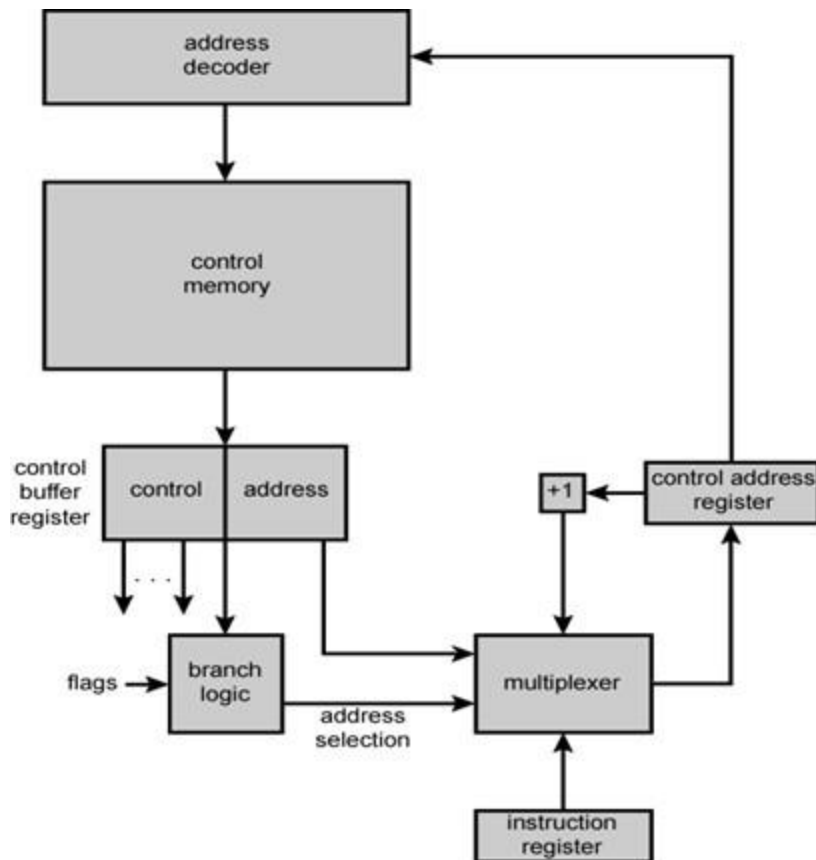 address
decoder
control
memory
control
buffer
register
control
address
+1
control address
register
. . .
flags
branch
logic
address
selection
multiplexer
instruction
register